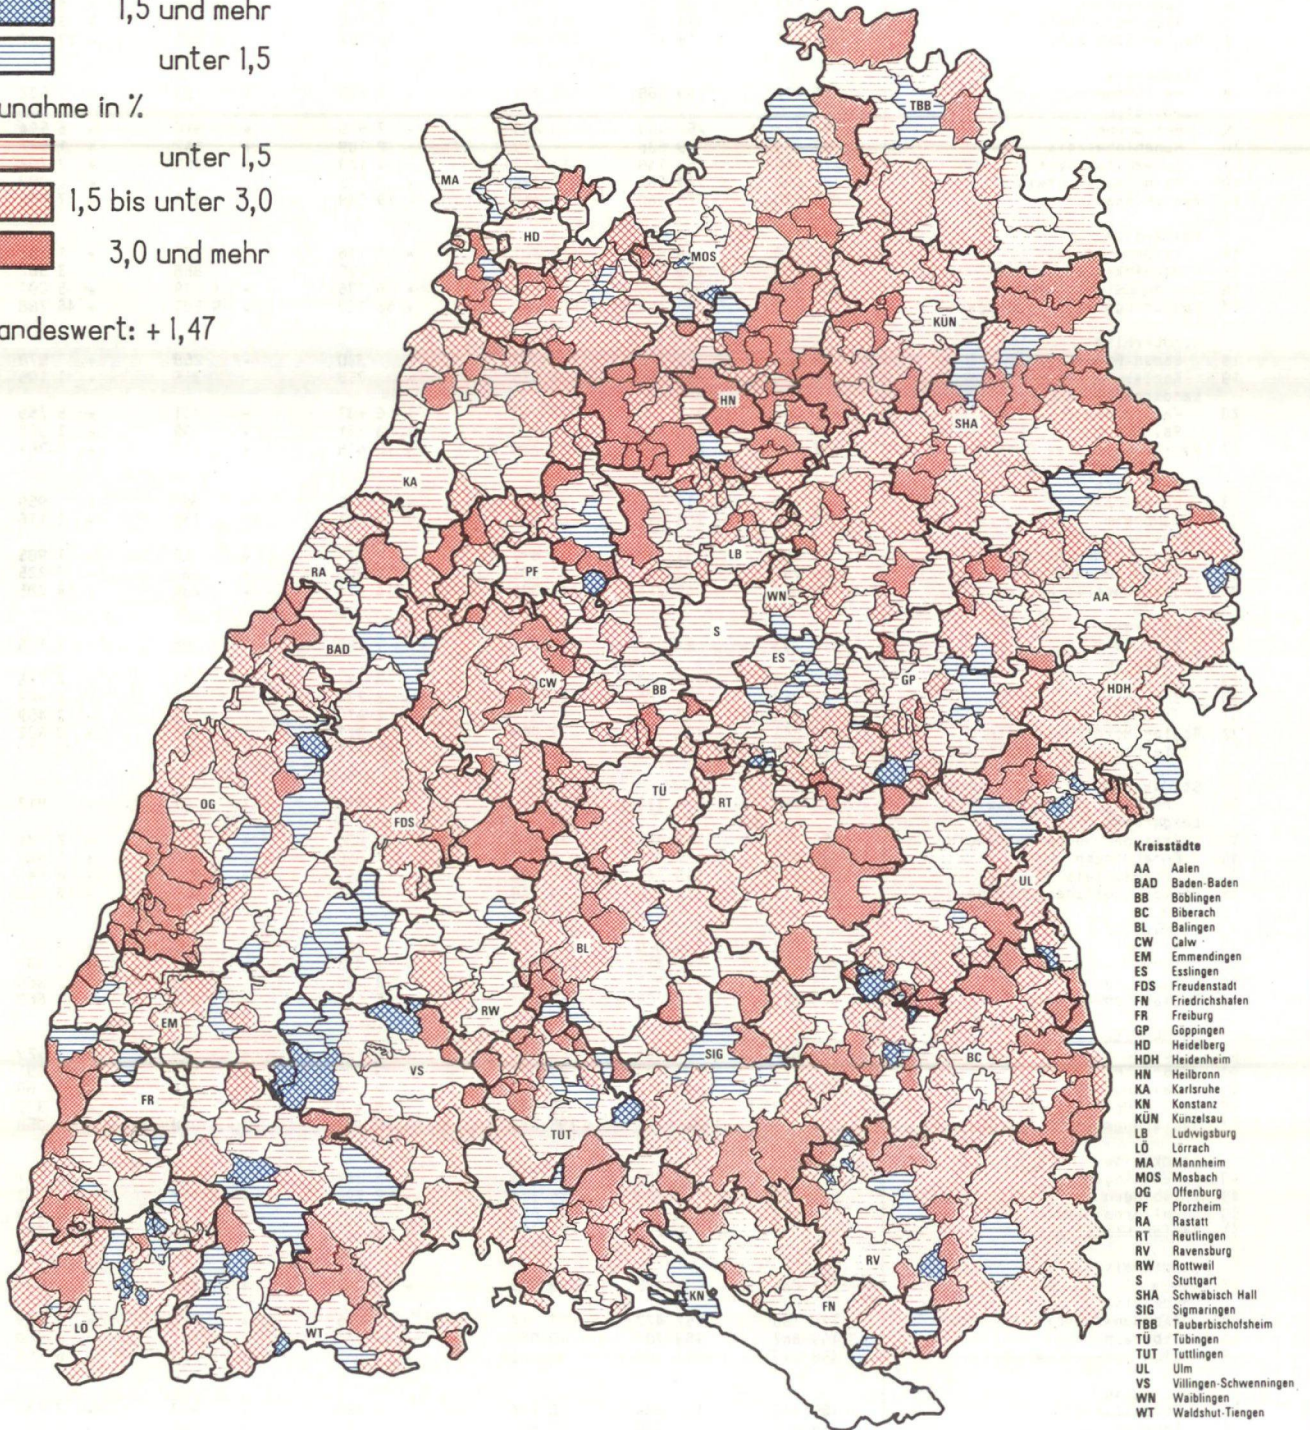 1,5 und mehr
unter 1,5
unahme in %
unter 1,5
1,5 bis unter 3,0
3,0 und mehr
andeswert: + 1,47
TBB
MA
HD
MOS
KÜN
HN
SHA
KA
LB
RA
PF
WN
AA
S
BAD
ES
CW
BB
GP
HDH
OG
TÜ
RT
FDS
UL
BL
RW
EM
SIG
BC
VS
FR
TUT
RV
KN
FN
LÖ
WT
Kreisstädte
AA Aalen
BAD Baden-Baden
BB Böblingen
BC Biberach
BL Balingen
CW Calw
EM Emmendingen
ES Esslingen
FDS Freudenstadt
FN Friedrichshafen
FR Freiburg
GP Göppingen
HD Heidelberg
HDH Heidenheim
HN Heilbronn
KA Karlsruhe
KN Konstanz
KÜN Künzelsau
LB Ludwigsburg
LÖ Lörrach
MA Mannheim
MOS Mosbach
OG Offenburg
PF Pforzheim
RA Rastatt
RT Reutlingen
RV Ravensburg
RW Rottweil
S Stuttgart
SHA Schwäbisch Hall
SIG Sigmaringen
TBB Tauberbischofsheim
TÜ Tübingen
TUT Tuttlingen
UL Ulm
VS Villingen-Schwenningen
WN Waiblingen
WT Waldshut-Tiengen